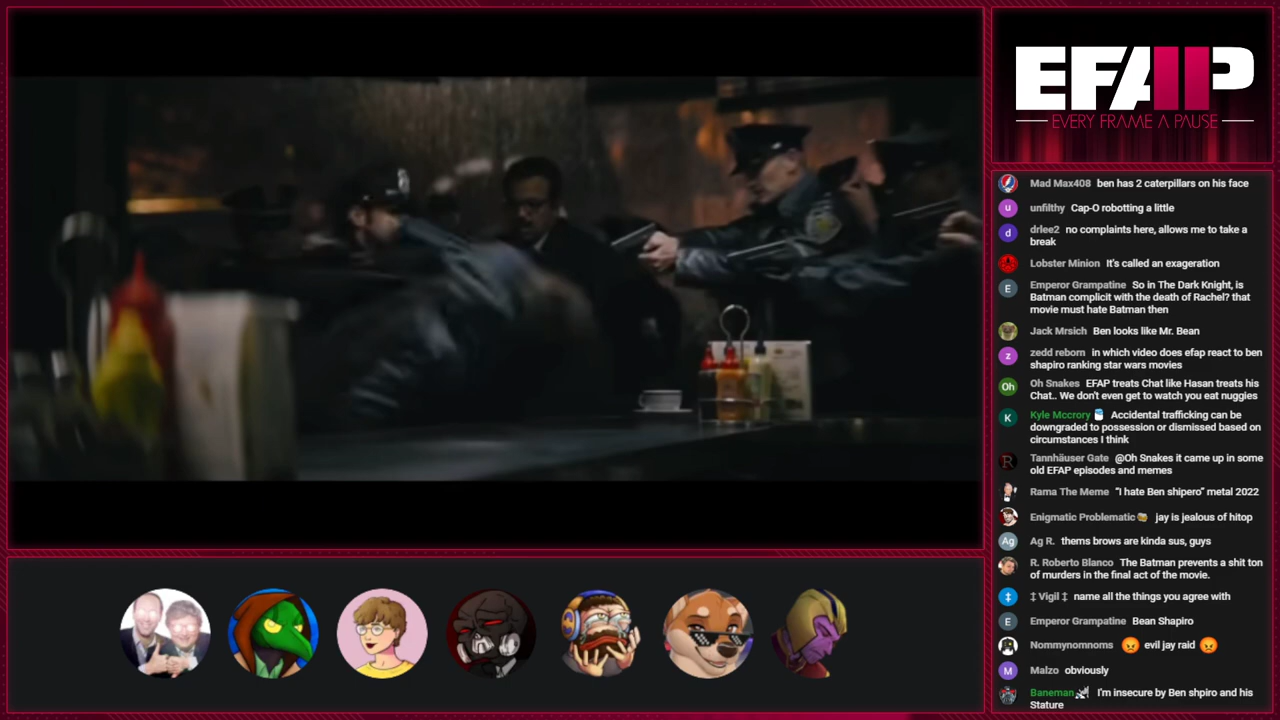 EFAP
EVERY FRAME A PAUSE
Mad Max408 ben has 2 caterpillars on his face
u unfilthy Cap-O robotting a little
d drlee2 no complaints here, allows me to take a
break
Lobster Minion It's called an exageration
E Emperor Grampatine So in The Dark Knight, is
Batman complicit with the death of Rachel? that
movie must hate Batman then
Jack Mrsich Ben looks like Mr. Bean
z zedd reborn in which video does efap react to ben
shapiro ranking star wars movies
Oh Oh Snakes EFAP treats Chat like Hasan treats his
Chat.. We don't even get to watch you eat nuggies
K Kyle Mccrory Accidental trafficking can be
downgraded to possession or dismissed based on
circumstances I think
R Tannhäuser Gate @Oh Snakes it came up in some
old EFAP episodes and memes
Rama The Meme “I hate Ben shipero” metal 2022
Enigmatic Problematic jay is jealous of hitop
Ag Ag R. thems brows are kinda sus, guys
R. Roberto Blanco The Batman prevents a shit ton
of murders in the final act of the movie.
‡ ‡ Vigil ‡ name all the things you agree with
E Emperor Grampatine Bean Shapiro
Nommynomnoms 😡 evil jay raid 😡
M Malzo obviously
Baneman I'm insecure by Ben shpiro and his
Stature